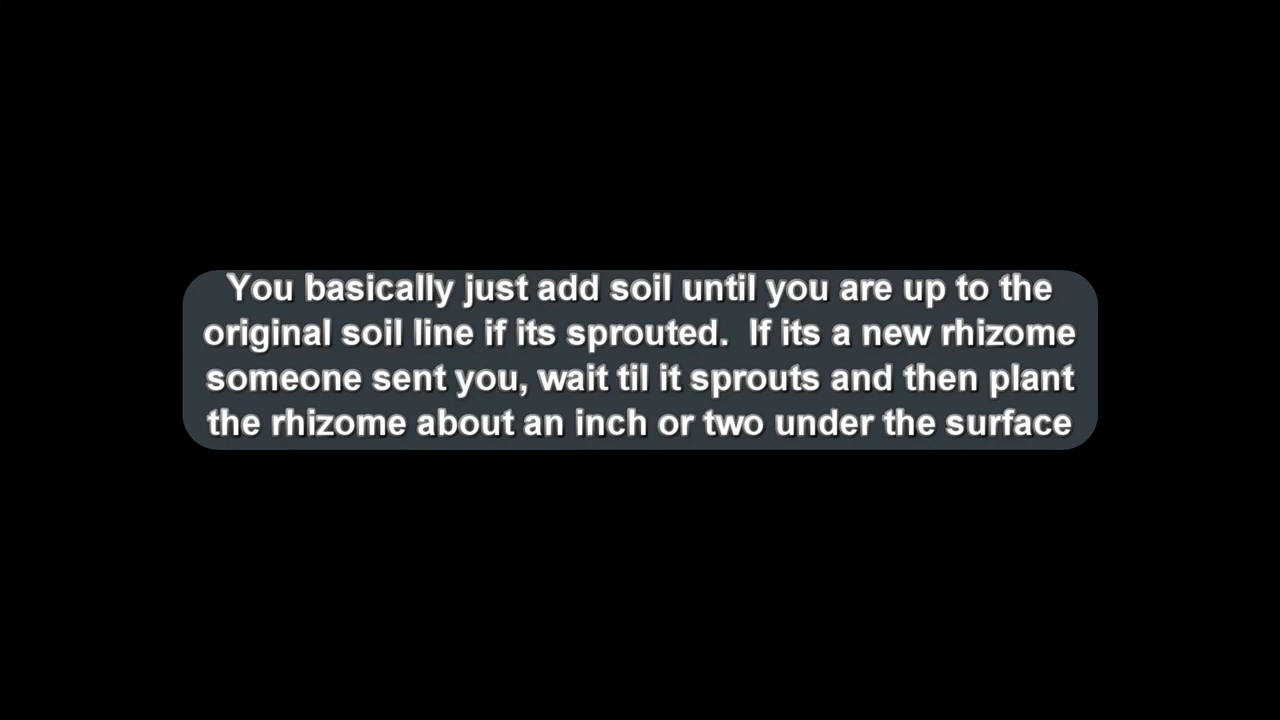 You basically just add soil until you are up to the
original soil line if its sprouted.  If its a new rhizome
someone sent you, wait til it sprouts and then plant
the rhizome about an inch or two under the surface